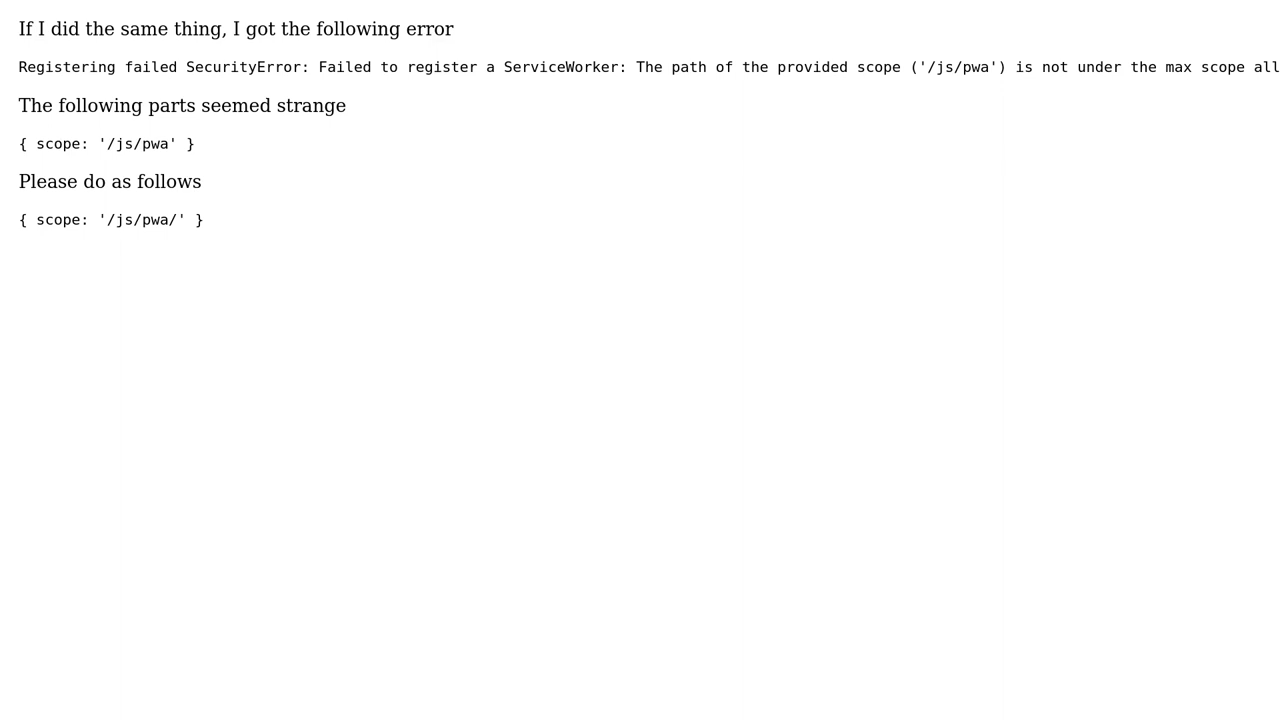 If I did the same thing, I got the following error
Registering failed SecurityError: Failed to register a ServiceWorker: The path of the provided scope ('/js/pwa') is not under the max scope all
The following parts seemed strange
{ scope: '/js/pwa' }
Please do as follows
{ scope: '/js/pwa/' }